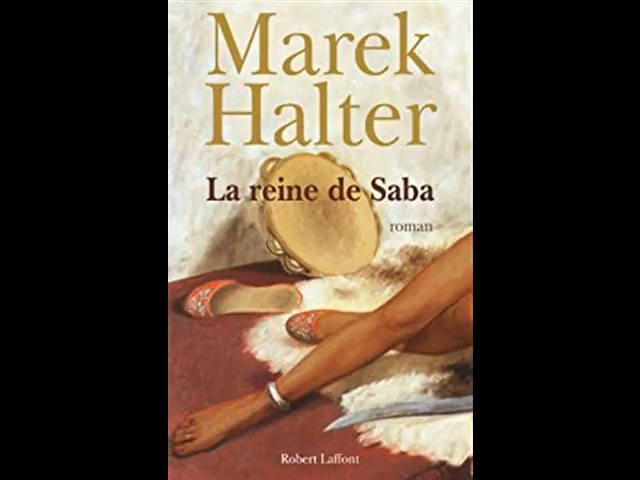 Marek
Halter
La reine de Saba
roman
Robert Laffont